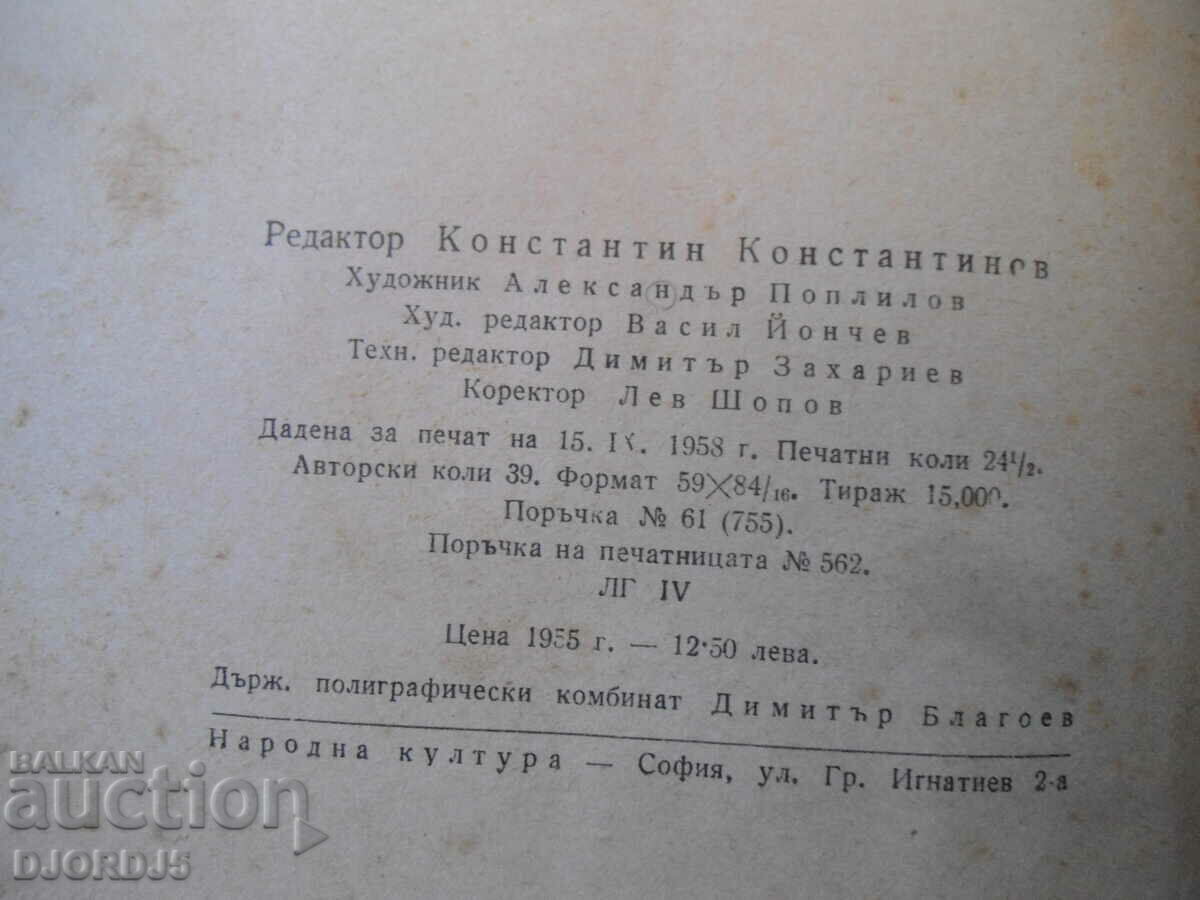 Редактор Константин Константинов
Художник Александър Поплилов
Худ. редактор Васил Йончев
Техн. редактор Димитър Захариев
Коректор Лев Шопов
Дадена за печат на 15. IX. 1958 г. Печатни коли 24½.
Авторски коли 39. Формат 59×84/16. Тираж 15,000.
Поръчка № 61 (755).
Поръчка на печатницата № 562.
ЛГ IV
Цена 1955 г. — 12·50 лева.
Държ. полиграфически комбинат Димитър Благоев
Народна култура — София, ул. Гр. Игнатиев 2-а
BALKAN
auction
DJORDJ5